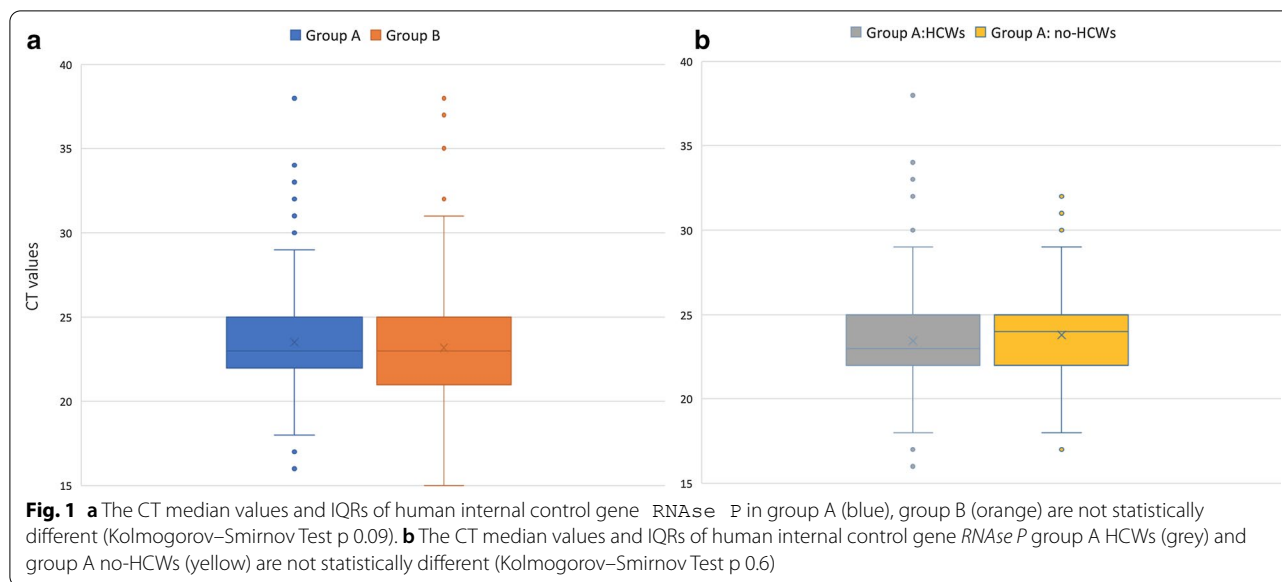 a
Group A Group B
40
35
30
25
20
15
CT values
b
Group A:HCWs Group A: no-HCWs
40
35
30
25
20
15
Fig. 1 a The CT median values and IQRs of human internal control gene RNAse P in group A (blue), group B (orange) are not statistically
different (Kolmogorov–Smirnov Test p 0.09). b The CT median values and IQRs of human internal control gene RNAse P group A HCWs (grey) and
group A no-HCWs (yellow) are not statistically different (Kolmogorov–Smirnov Test p 0.6)